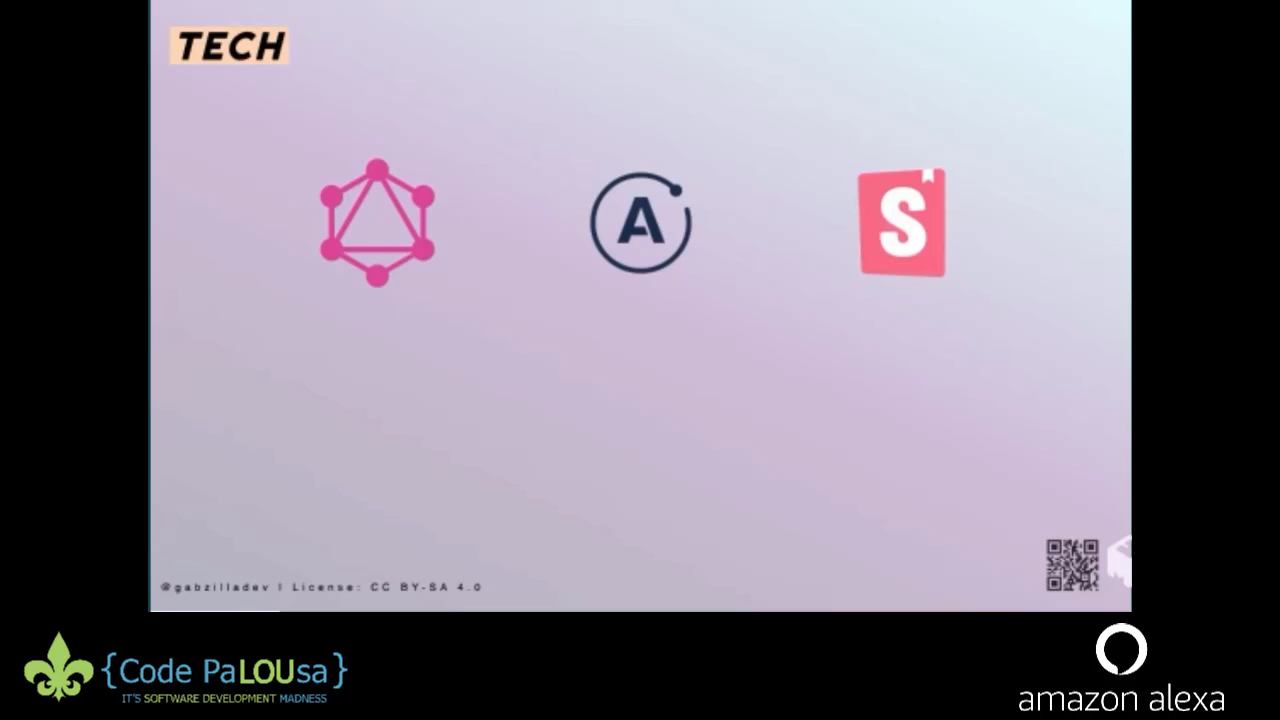 TECH
A
S
@gabzilladev | License: CC BY-SA 4.0
{Code PaLOUsa}
IT'S SOFTWARE DEVELOPMENT MADNESS
amazon alexa